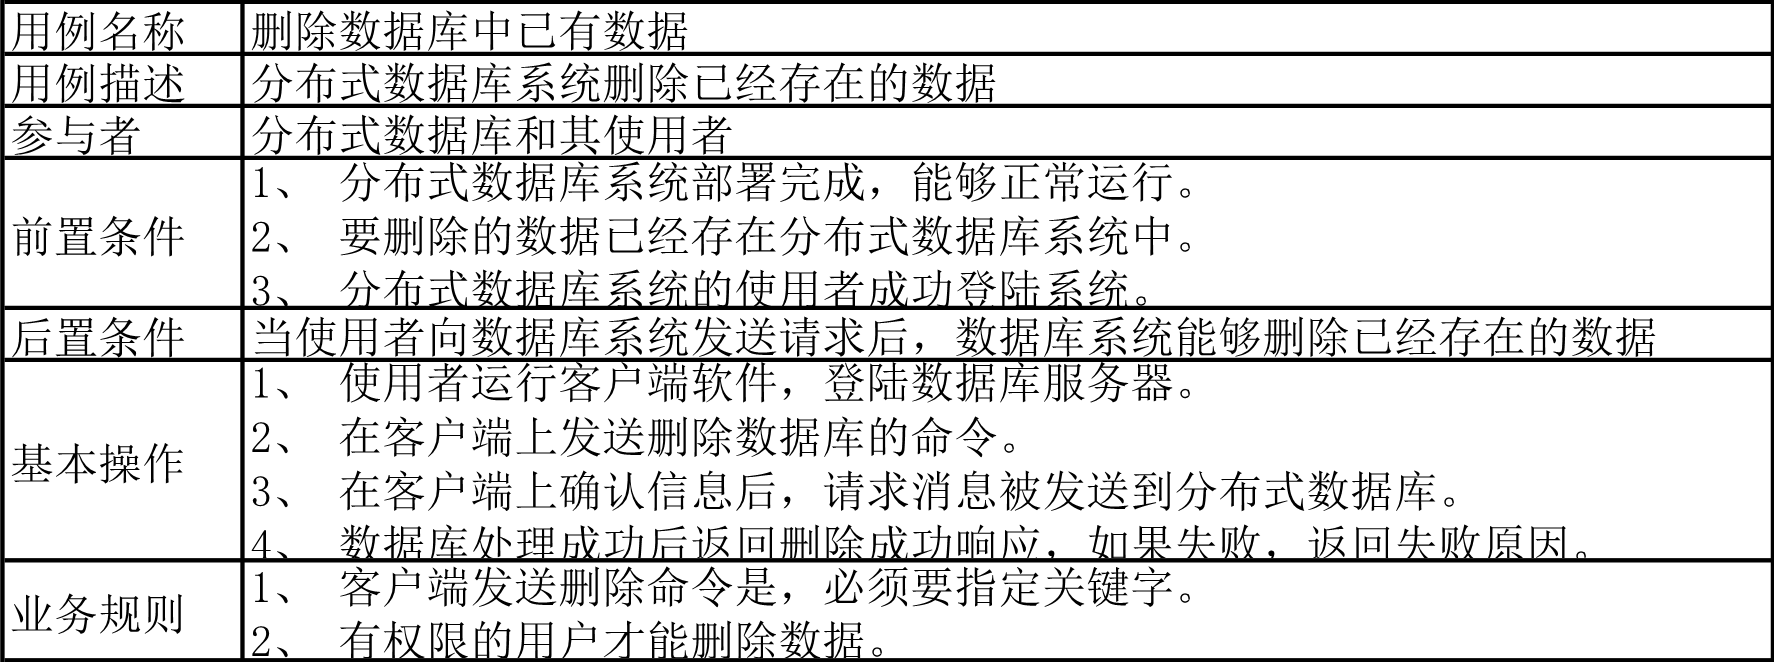 用例名称 删除数据库中已有数据
用例描述 分布式数据库系统删除已经存在的数据
参与者 分布式数据库和其使用者
1、 分布式数据库系统部署完成，能够正常运行。
前置条件 2、 要删除的数据已经存在分布式数据库系统中。
3、 分布式数据库系统的使用者成功登陆系统。
后置条件 当使用者向数据库系统发送请求后，数据库系统能够删除已经存在的数据
1、 使用者运行客户端软件，登陆数据库服务器。
2、 在客户端上发送删除数据库的命令。
基本操作
3、 在客户端上确认信息后，请求消息被发送到分布式数据库。
4、 数据库处理成功后返回删除成功响应，如果失败，返回失败原因。
1、 客户端发送删除命令是，必须要指定关键字。
业务规则
2、 有权限的用户才能删除数据。